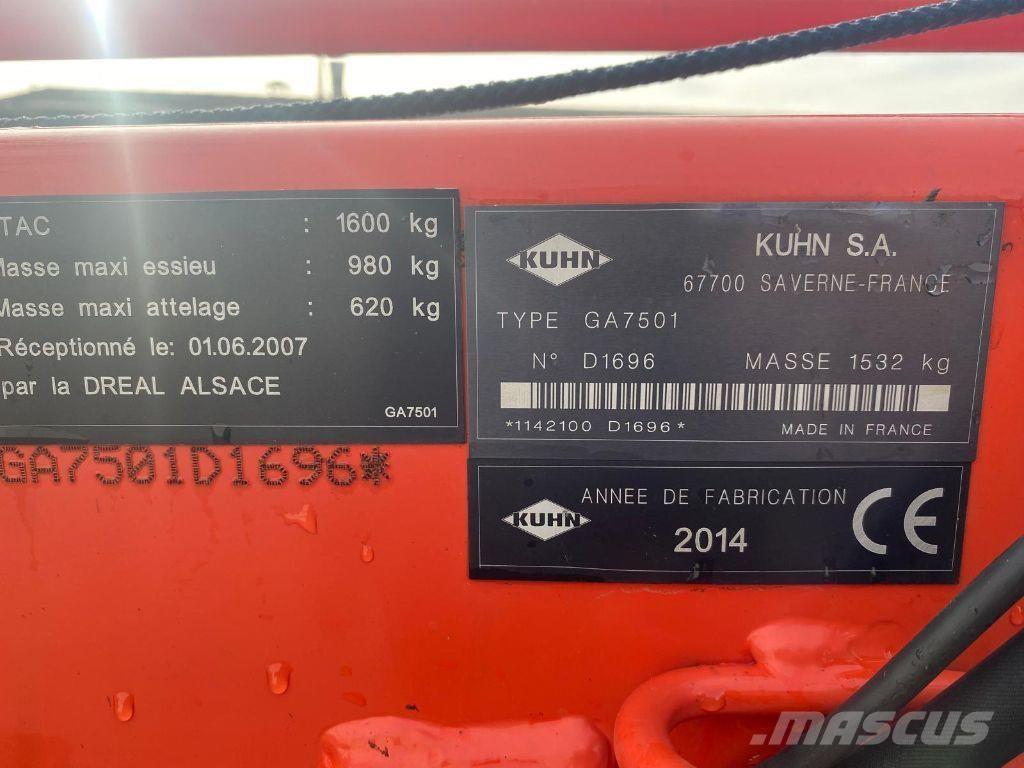 TAC : 1600 kg
Masse maxi essieu : 980 kg
Masse maxi attelage : 620 kg
Réceptionné le: 01.06.2007
par la DREAL ALSACE
GA7501
GA7501D1696*
KUHN
KUHN S.A.
67700 SAVERNE-FRANCE
TYPE GA7501
N° D1696 MASSE 1532 kg
*1142100 D1696*
MADE IN FRANCE
KUHN
ANNEE DE FABRICATION
2014
CE
MASCUS